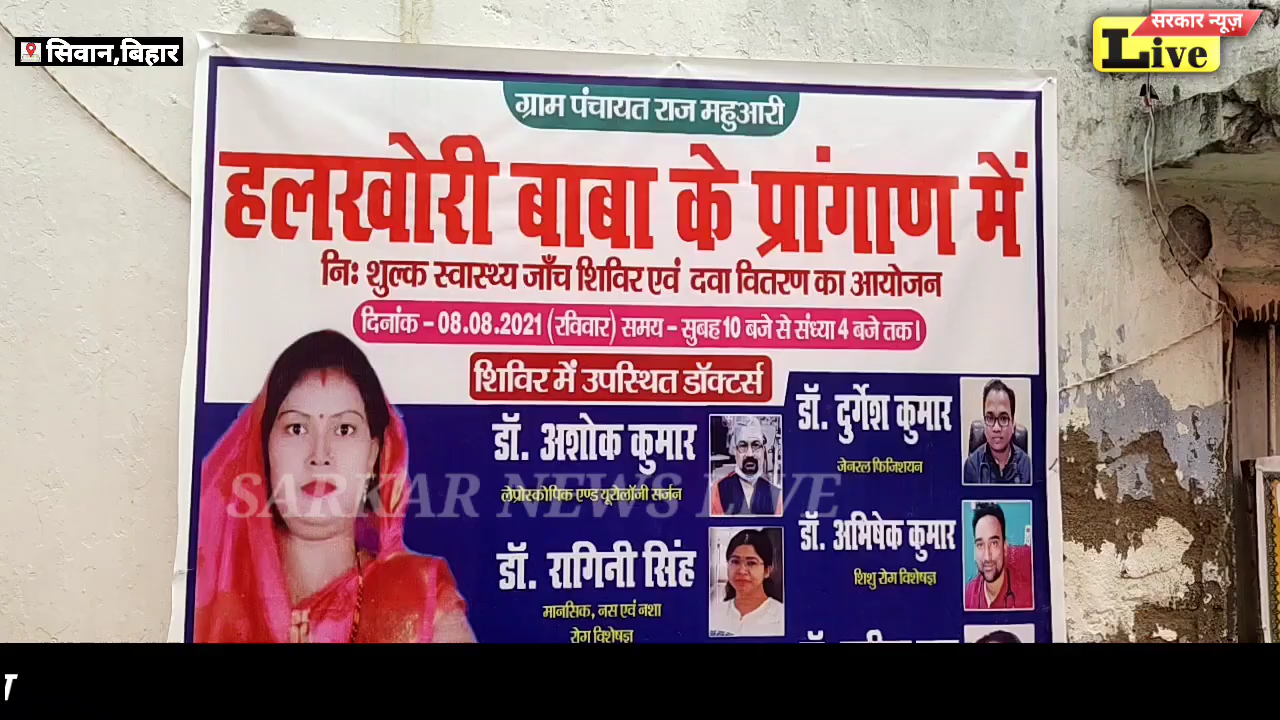 सिवान,बिहार
सरकार न्यूज़
Live
ग्राम पंचायत राज महुआरी
हलखोरी बाबा के प्रांगाण में
निः शुल्क स्वास्थ्य जाँच शिविर एवं दवा वितरण का आयोजन
दिनांक - 08.08.2021 (रविवार) समय - सुबह 10 बजे से संध्या 4 बजे तक।
शिविर में उपस्थित डॉक्टर्स
डॉ. अशोक कुमार
लेप्रोस्कोपिक एण्ड यूरोलॉजी सर्जन
डॉ. दुर्गेश कुमार
जेनरल फिजिशियन
SARKAR NEWS LIVE
डॉ. रागिनी सिंह
मानसिक, नस एवं नशा
रोग विशेषज्ञ
डॉ. अभिषेक कुमार
शिशु रोग विशेषज्ञ